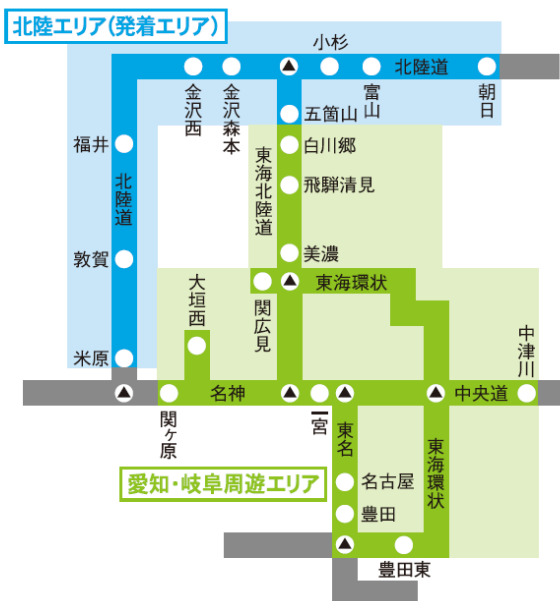 北陸エリア(発着エリア)
小杉
北陸道
金沢西
金沢森本
富山
朝日
五箇山
福井
白川郷
東海北陸道
北陸道
飛騨清見
敦賀
美濃
大垣西
関広見
東海環状
中津川
米原
名神
中央道
関ヶ原
一宮
東名
東海環状
愛知・岐阜周遊エリア
名古屋
豊田
豊田東